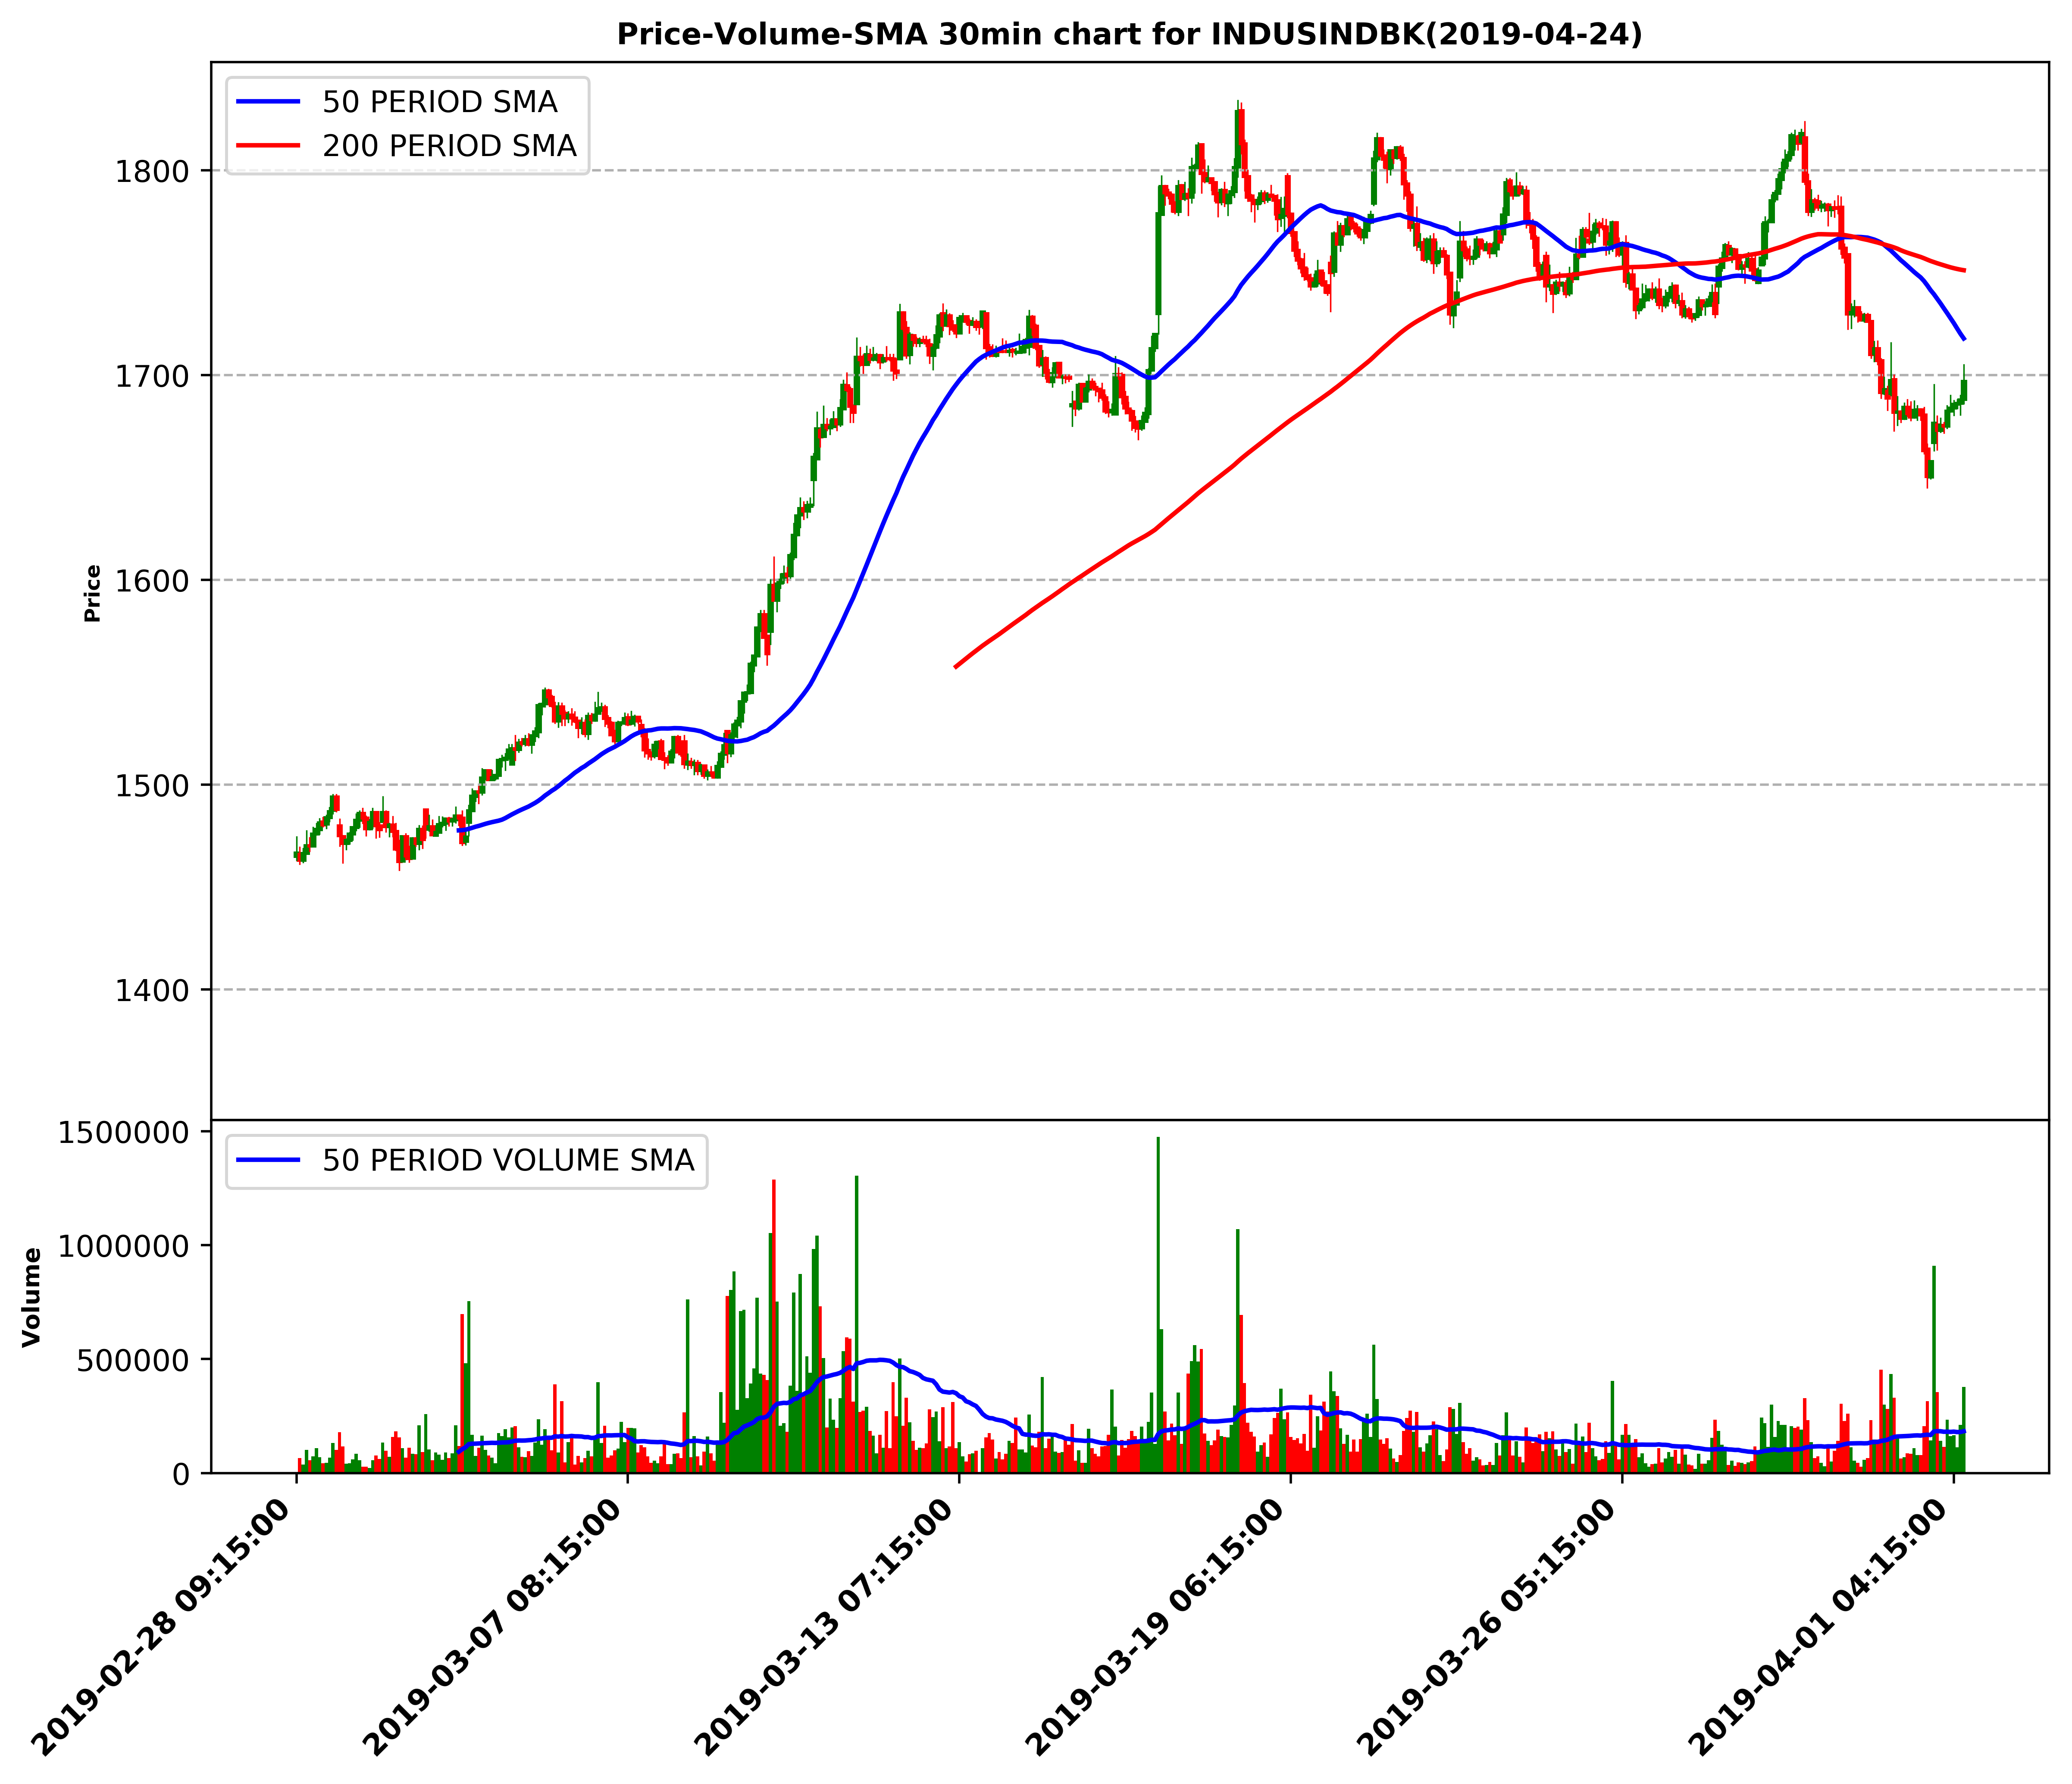 Price-Volume-SMA 30min chart for INDUSINDBK(2019-04-24)
50 PERIOD SMA
200 PERIOD SMA
1800
1700
1600
1500
1400
Price
50 PERIOD VOLUME SMA
1500000
1000000
500000
0
Volume
2019-02-28 09:15:00
2019-03-07 08:15:00
2019-03-13 07:15:00
2019-03-19 06:15:00
2019-03-26 05:15:00
2019-04-01 04:15:00